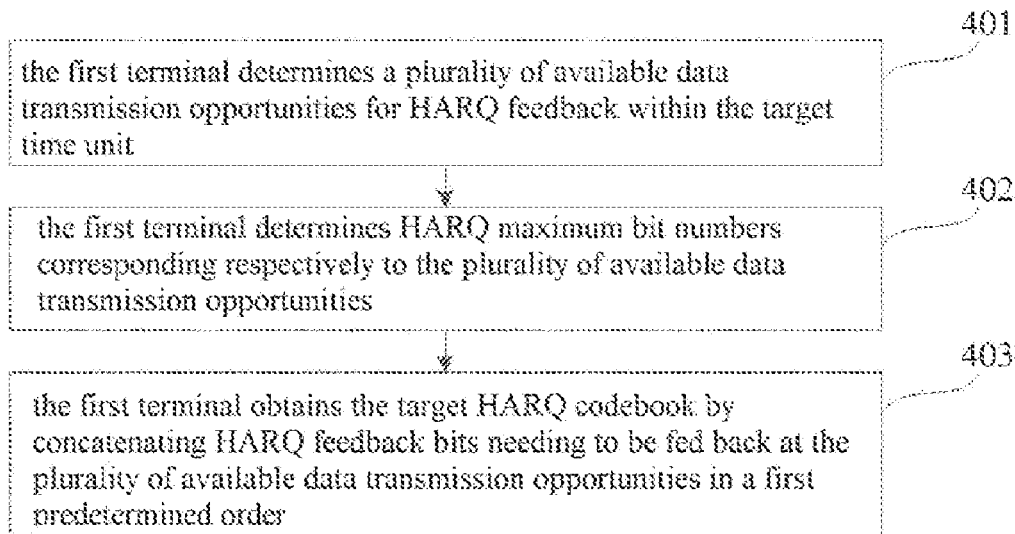 401
the first terminal determines a plurality of available data
transmission opportunities for HARQ feedback within the target
time unit
402
the first terminal determines HARQ maximum bit numbers
corresponding respectively to the plurality of available data
transmission opportunities
403
the first terminal obtains the target HARQ codebook by
concatenating HARQ feedback bits needing to be fed back at the
plurality of available data transmission opportunities in a first
predetermined order